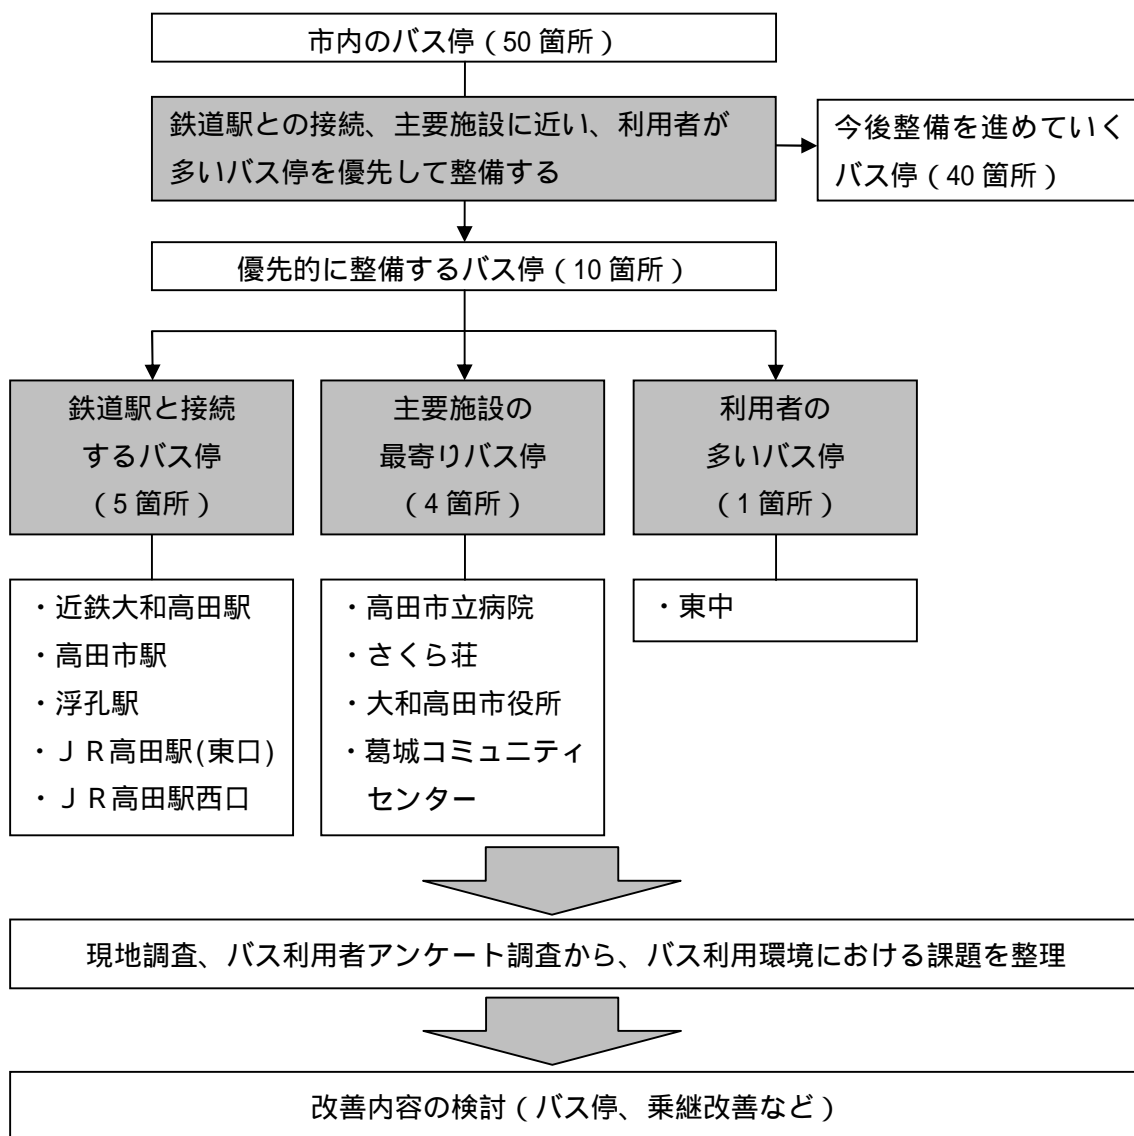 市内のバス停（50 箇所）
鉄道駅との接続、主要施設に近い、利用者が
多いバス停を優先して整備する
今後整備を進めていく
バス停（40 箇所）
優先的に整備するバス停（10 箇所）
鉄道駅と接続
するバス停
（5 箇所）
主要施設の
最寄りバス停
（4 箇所）
利用者の
多いバス停
（1 箇所）
・近鉄大和高田駅
・高田市駅
・浮孔駅
・ＪＲ高田駅(東口)
・ＪＲ高田駅西口
・高田市立病院
・さくら荘
・大和高田市役所
・葛城コミュニティ
センター
・東中
現地調査、バス利用者アンケート調査から、バス利用環境における課題を整理
改善内容の検討（バス停、乗継改善など）